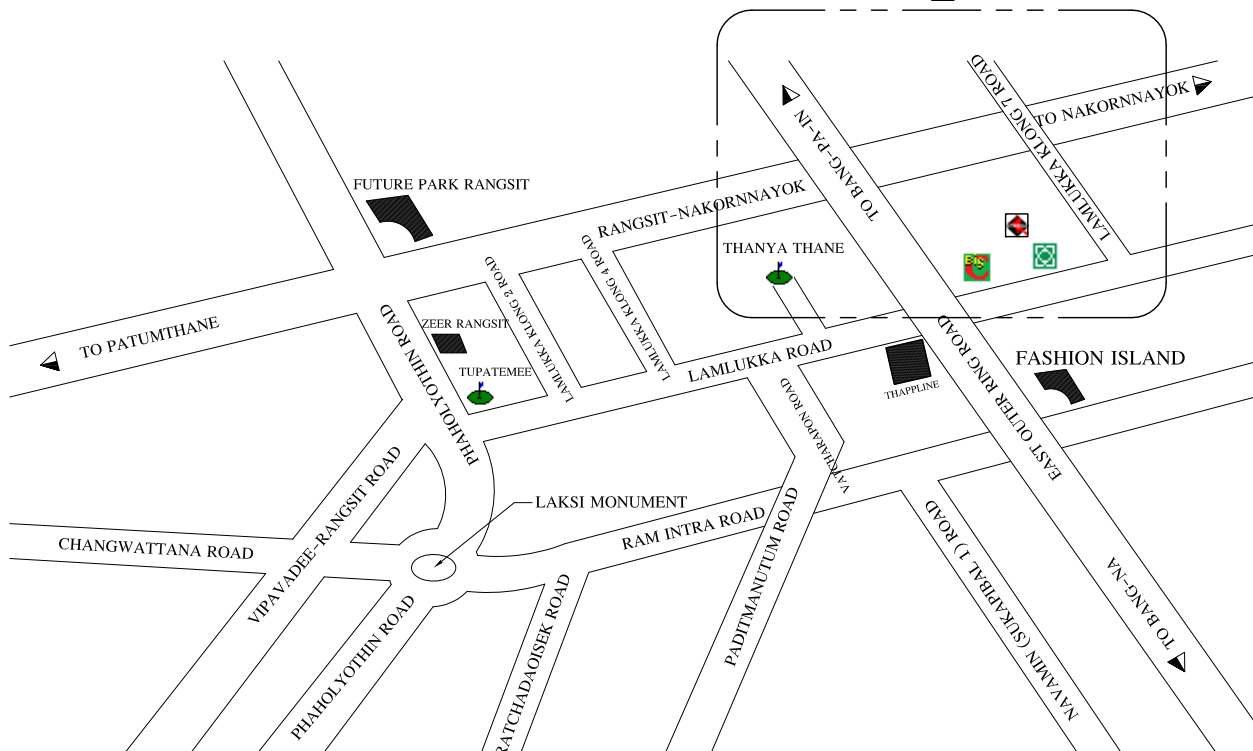 LAMLUKKA KLONG 7 ROAD
TO NAKORNNAYOK
TO BANG-PA-IN
FUTURE PARK RANGSIT
RANGSIT-NAKORNNAYOK
THANYA THANE
LAMLUKKA KLONG 4 ROAD
LAMLUKKA KLONG 2 ROAD
Big
TO PATUMTHANE
ZEER RANGSIT
PHAHOLYOTHIN ROAD
TUPATEMEE
LAMLUKKA ROAD
THAPPLINE
EAST OUTER RING ROAD
FASHION ISLAND
VATCHARAPON ROAD
VIPAVADEE-RANGSIT ROAD
LAKSI MONUMENT
CHANGWATTANA ROAD
RAM INTRA ROAD
PADITMANUTUM ROAD
NAVAMIN (SUKAPIBAL 1) ROAD
TO BANG-NA
PHAHOLYOTHIN ROAD
RATCHADAOISEK ROAD